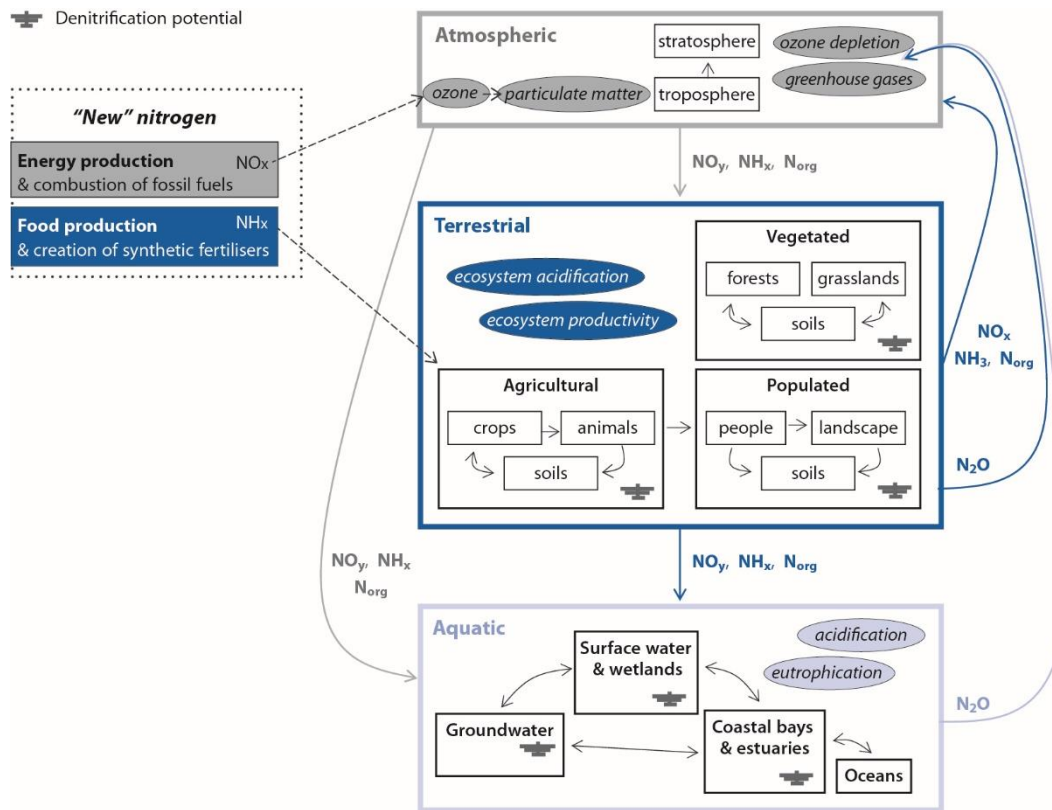 Denitrification potential
"New" nitrogen
Energy production NOx
& combustion of fossil fuels
Food production NHx
& creation of synthetic fertilisers
Atmospheric
ozone
particulate matter
stratosphere
troposphere
ozone depletion
greenhouse gases
NOy, NHx, Norg
Terrestrial
ecosystem acidification
ecosystem productivity
Vegetated
forests
grasslands
soils
Agricultural
crops
animals
soils
Populated
people
landscape
soils
NOx
NH3, Norg
N2O
NOy, NHx
Norg
NOy, NHx, Norg
Aquatic
acidification
eutrophication
Surface water
& wetlands
Groundwater
Coastal bays
& estuaries
Oceans
N2O